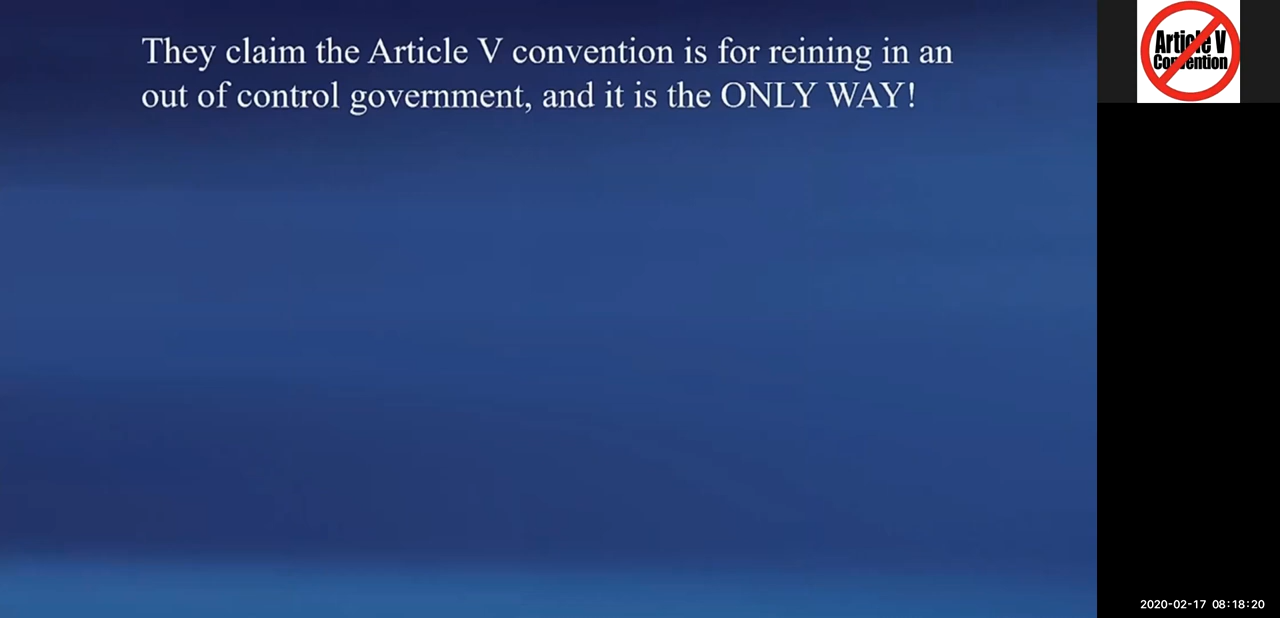 They claim the Article V convention is for reining in an
out of control government, and it is the ONLY WAY!
Article V
Convention
2020-02-17 08:18:20